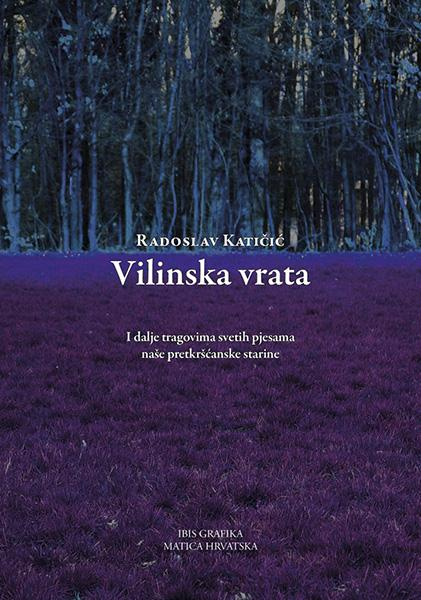 Radoslav Katičić
Vilinska vrata
I dalje tragovima svetih pjesama
naše pretkršćanske starine
IBIS GRAFIKA
MATICA HRVATSKA